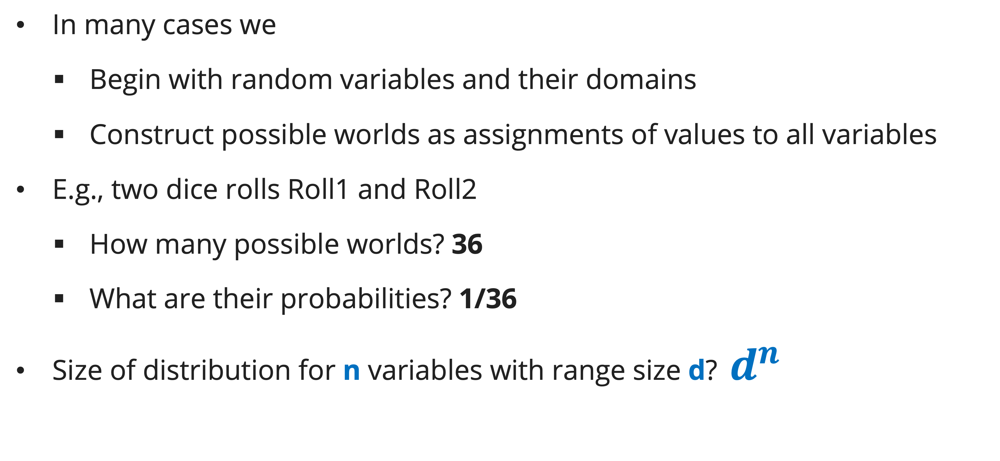 • In many cases we
▪ Begin with random variables and their domains
▪ Construct possible worlds as assignments of values to all variables
• E.g., two dice rolls Roll1 and Roll2
▪ How many possible worlds? 36
▪ What are their probabilities? 1/36
• Size of distribution for n variables with range size d? dⁿ